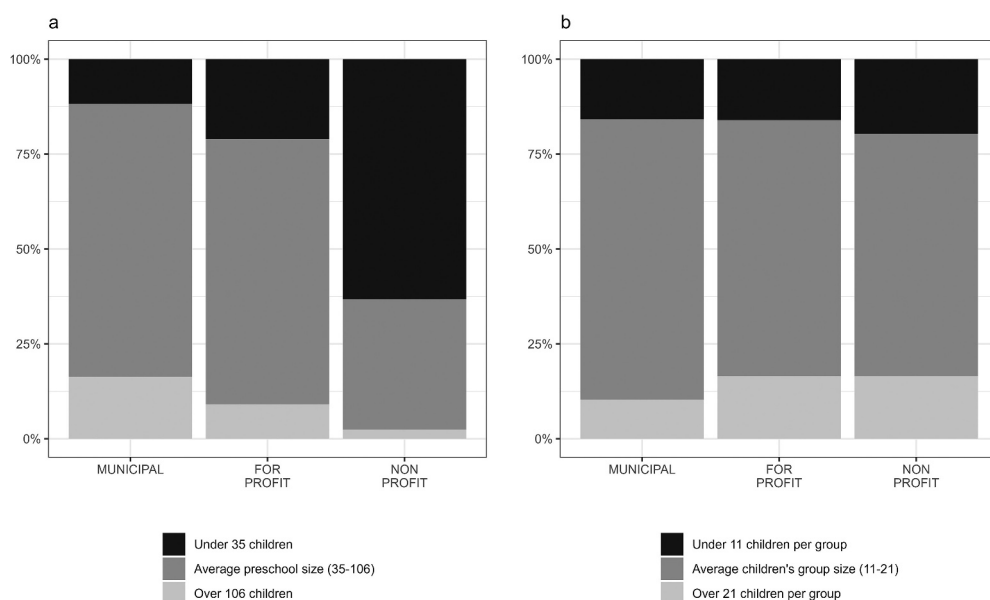 a
100%
75%
50%
25%
0%
MUNICIPAL
FOR
PROFIT
NON
PROFIT
Under 35 children
Average preschool size (35-106)
Over 106 children
b
100%
75%
50%
25%
0%
MUNICIPAL
FOR
PROFIT
NON
PROFIT
Under 11 children per group
Average children's group size (11-21)
Over 21 children per group